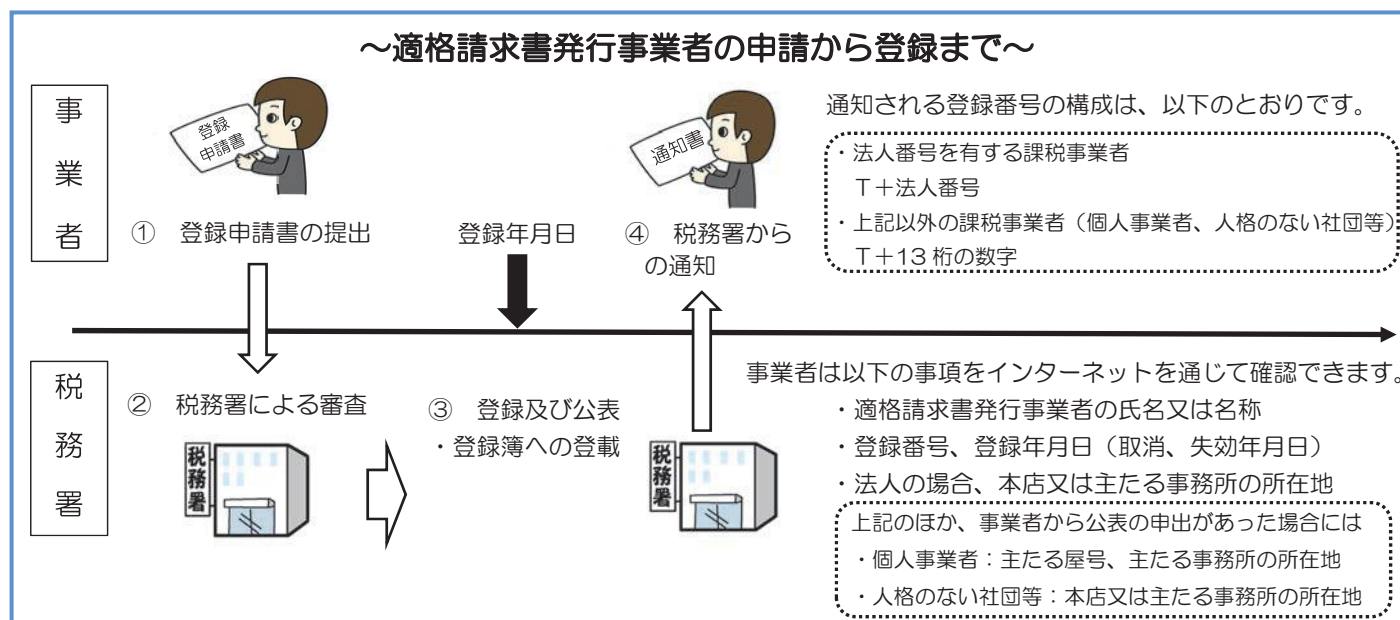 ～適格請求書発行事業者の申請から登録まで～
事業者
登録
申請書
① 登録申請書の提出
登録年月日
通知書
④ 税務署から
の通知
通知される登録番号の構成は、以下のとおりです。
・法人番号を有する課税事業者
T＋法人番号
・上記以外の課税事業者（個人事業者、人格のない社団等）
T＋13 桁の数字
税務署
② 税務署による審査
税務署
③ 登録及び公表
・登録簿への登載
税務署
事業者は以下の事項をインターネットを通じて確認できます。
・適格請求書発行事業者の氏名又は名称
・登録番号、登録年月日（取消、失効年月日）
・法人の場合、本店又は主たる事務所の所在地
上記のほか、事業者から公表の申出があった場合には
・個人事業者：主たる屋号、主たる事務所の所在地
・人格のない社団等：本店又は主たる事務所の所在地